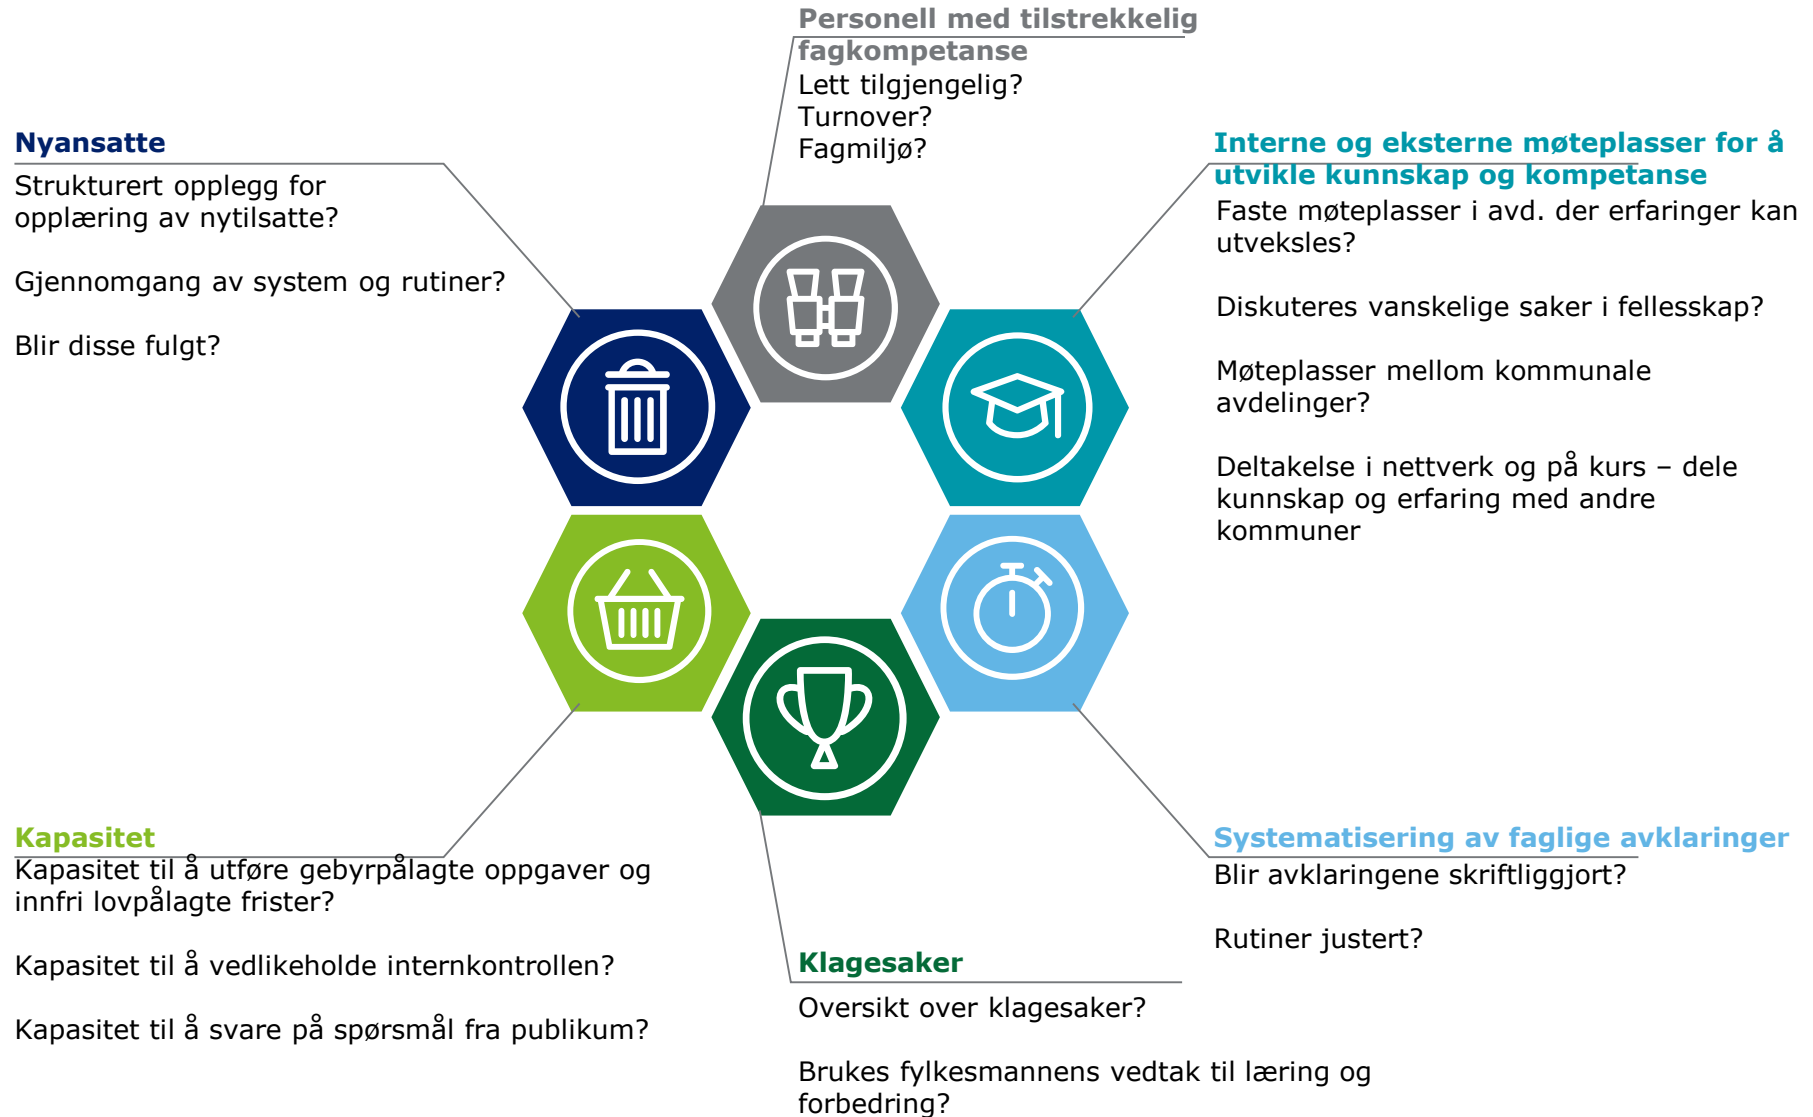 Personell med tilstrekkelig
fagkompetanse
Lett tilgjengelig?
Turnover?
Fagmiljø?
Nyansatte
Strukturert opplegg for
opplæring av nytilsatte?
Gjennomgang av system og rutiner?
Blir disse fulgt?
Interne og eksterne møteplasser for å
utvikle kunnskap og kompetanse
Faste møteplasser i avd. der erfaringer kan
utveksles?
Diskuteres vanskelige saker i fellesskap?
Møteplasser mellom kommunale
avdelinger?
Deltakelse i nettverk og på kurs – dele
kunnskap og erfaring med andre
kommuner
Kapasitet
Kapasitet til å utføre gebyrpålagte oppgaver og
innfri lovpålagte frister?
Kapasitet til å vedlikeholde internkontrollen?
Kapasitet til å svare på spørsmål fra publikum?
Klagesaker
Oversikt over klagesaker?
Brukes fylkesmannens vedtak til læring og
forbedring?
Systematisering av faglige avklaringer
Blir avklaringene skriftliggjort?
Rutiner justert?